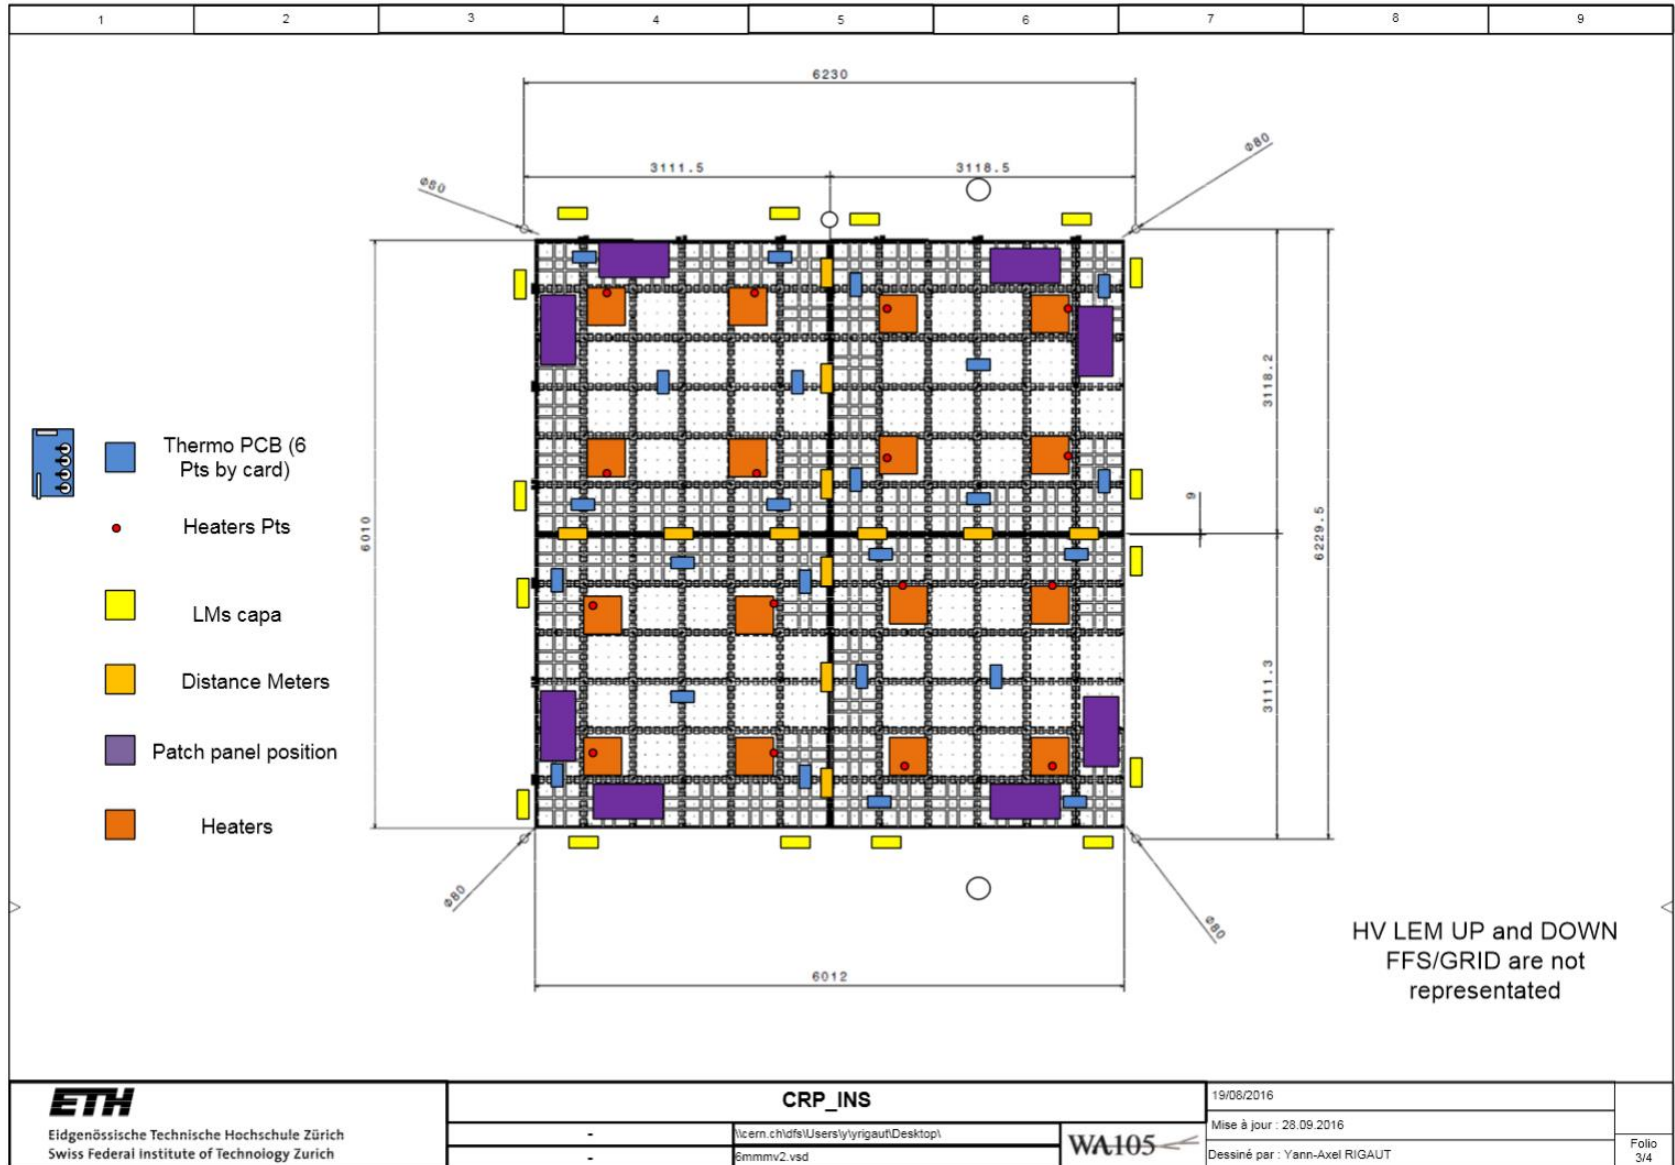 1 2 3 4 5 6 7 8 9
6230
3111.5 3118.5
Φ80
Φ80
3118.2
Thermo PCB (6
Pts by card)
Heaters Pts
6010
9
6229.5
LMs capa
Distance Meters
3111.3
Patch panel position
Heaters
Φ80
Φ80
6012
HV LEM UP and DOWN
FFS/GRID are not
representated
ETH
Eidgenössische Technische Hochschule Zürich
Swiss Federal Institute of Technology Zurich
CRP_INS
-
\\cern.ch\dfs\Users\y\yrigaut\Desktop\
-
6mmmv2.vsd
WA105
19/08/2016
Mise à jour : 28.09.2016
Dessiné par : Yann-Axel RIGAUT
Folio
3/4